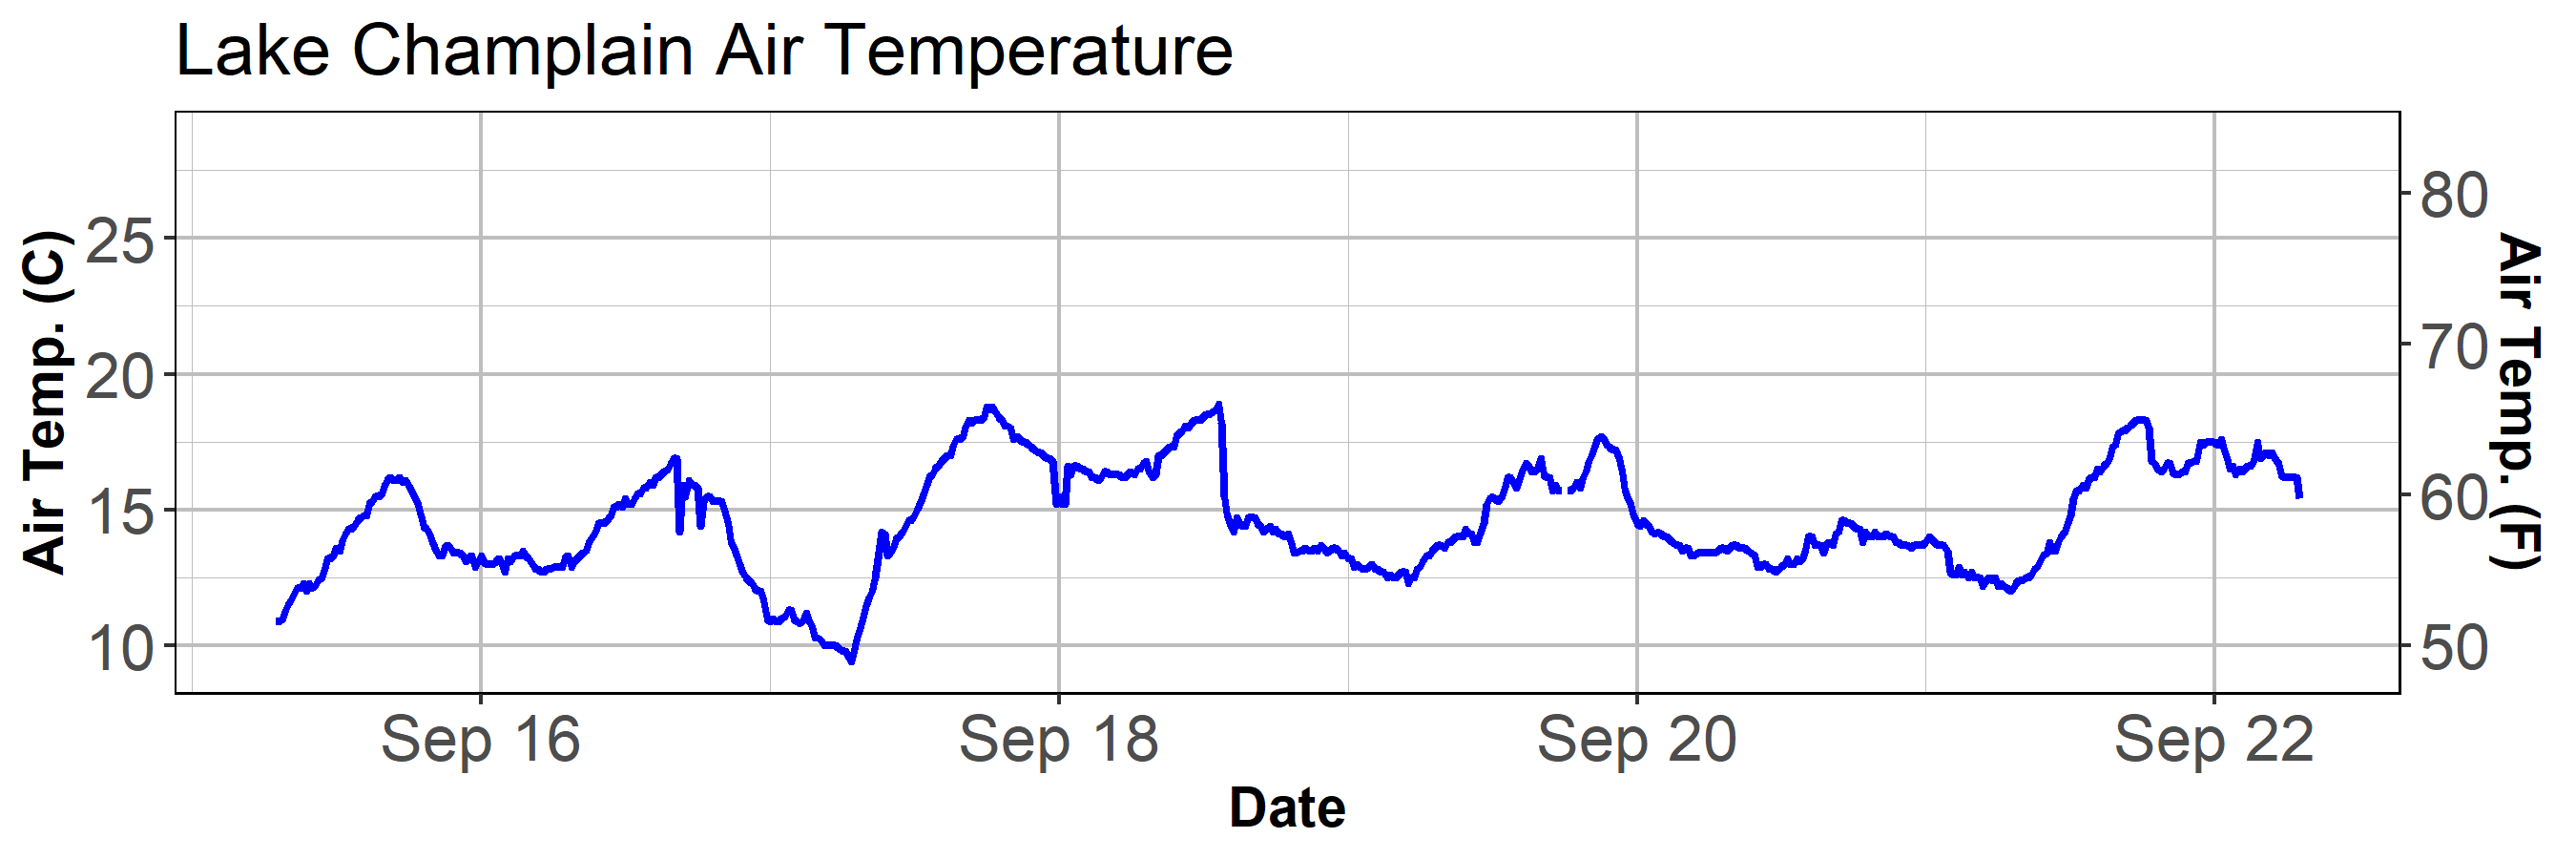 Lake Champlain Air Temperature
Air Temp. (C)
25
20
15
10
80
70
60
50
Air Temp. (F)
Sep 16
Sep 18
Sep 20
Sep 22
Date